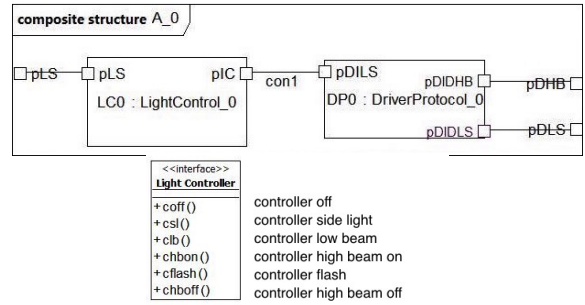 composite structure A_0
pLS pLS pIC con1 pDILS pDIDHB pDHB
LC0 : LightControl_0 DP0 : DriverProtocol_0
pDIDLS pDLS
<<interface>>
Light Controller
+ coff () controller off
+ csl () controller side light
+ clb () controller low beam
+ chbon () controller high beam on
+ cflash () controller flash
+ chboff () controller high beam off